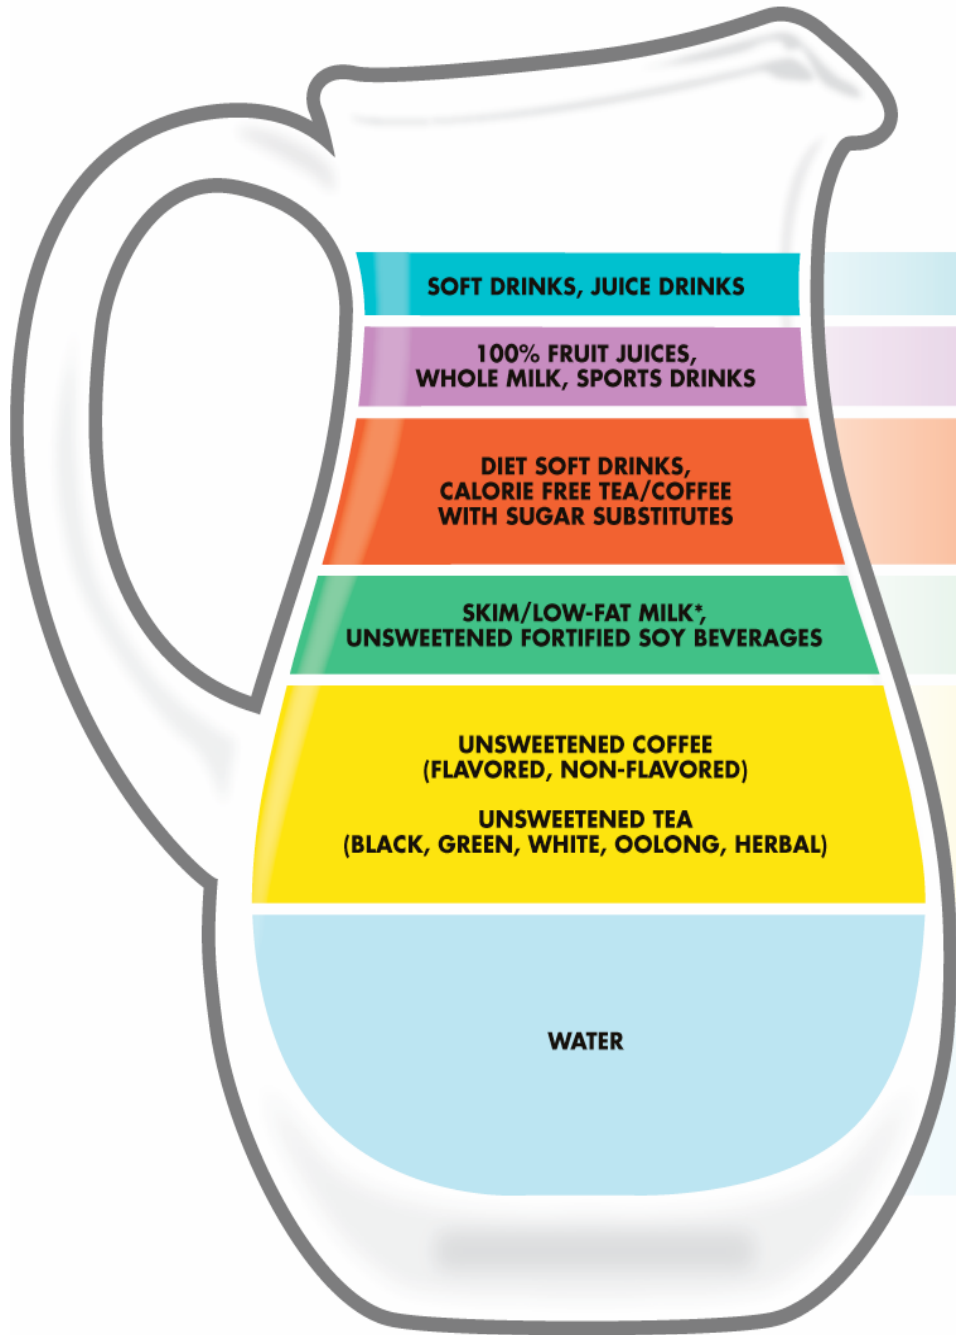 SOFT DRINKS, JUICE DRINKS
100% FRUIT JUICES,
WHOLE MILK, SPORTS DRINKS
DIET SOFT DRINKS,
CALORIE FREE TEA/COFFEE
WITH SUGAR SUBSTITUTES
SKIM/LOW-FAT MILK*,
UNSWEETENED FORTIFIED SOY BEVERAGES
UNSWEETENED COFFEE
(FLAVORED, NON-FLAVORED)
UNSWEETENED TEA
(BLACK, GREEN, WHITE, OOLONG, HERBAL)
WATER